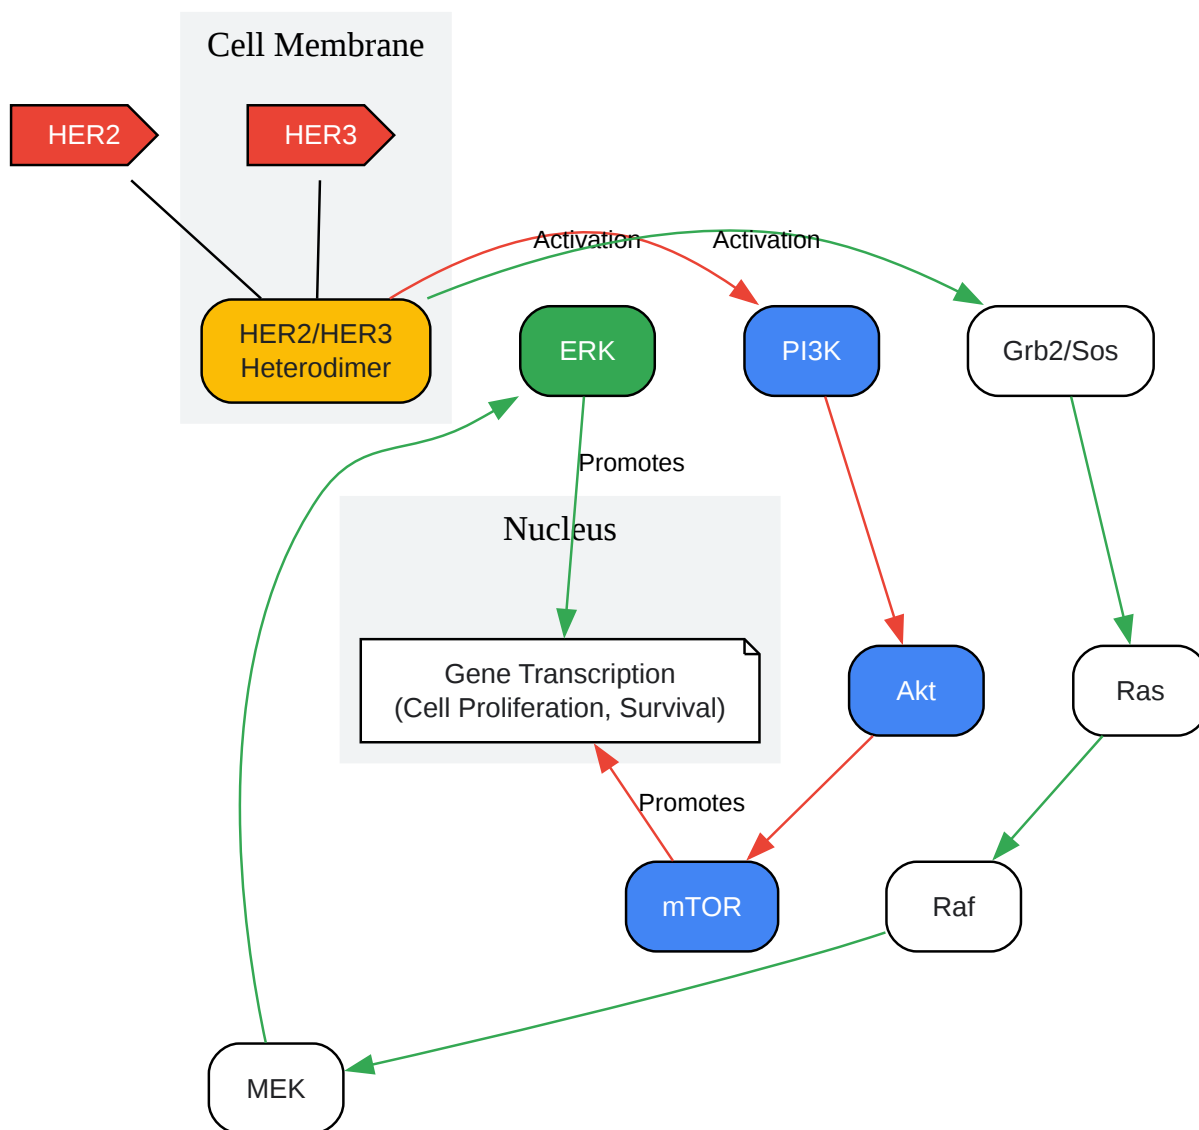 Cell Membrane
HER2
HER3
Activation
Activation
HER2/HER3
Heterodimer
ERK
PI3K
Grb2/Sos
Promotes
Nucleus
Gene Transcription
(Cell Proliferation, Survival)
Akt
Ras
Promotes
mTOR
Raf
MEK